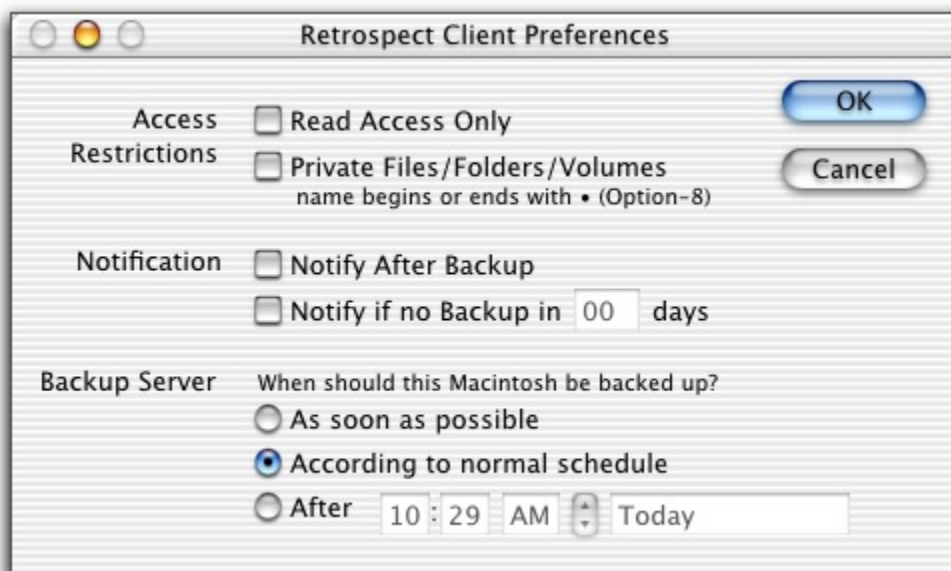 Retrospect Client Preferences
Access Restrictions
Read Access Only
Private Files/Folders/Volumes
name begins or ends with • (Option-8)
OK
Cancel
Notification
Notify After Backup
Notify if no Backup in 00 days
Backup Server
When should this Macintosh be backed up?
As soon as possible
According to normal schedule
After 10 : 29 AM Today